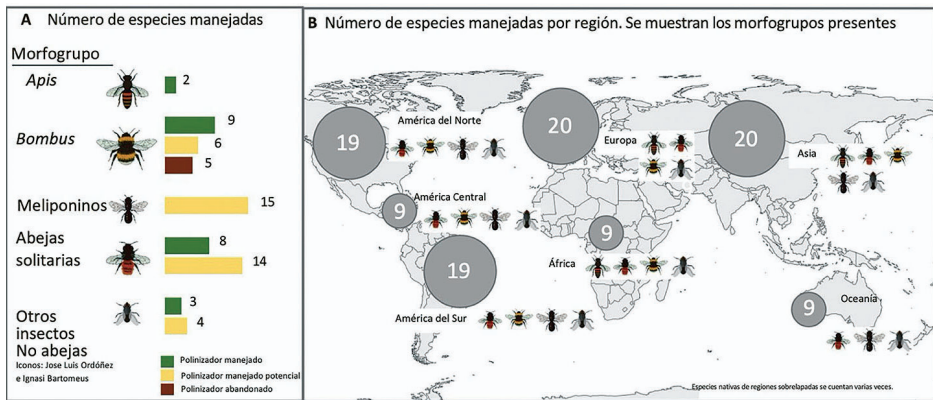 A Número de especies manejadas
Morfogrupo
Apis
2
Bombus
9
6
5
Meliponinos
15
Abejas
solitarias
8
14
Otros
insectos
No abejas
3
4
Iconos: Jose Luis Ordóñez
e Ignasi Bartomeus
Polinizador manejado
Polinizador manejado potencial
Polinizador abandonado
B Número de especies manejadas por región. Se muestran los morfogrupos presentes
19
América del Norte
20
Europa
20
Asia
9
América Central
9
África
19
América del Sur
9
Oceanía
Especies nativas de regiones sobrelapadas se cuentan varias veces.